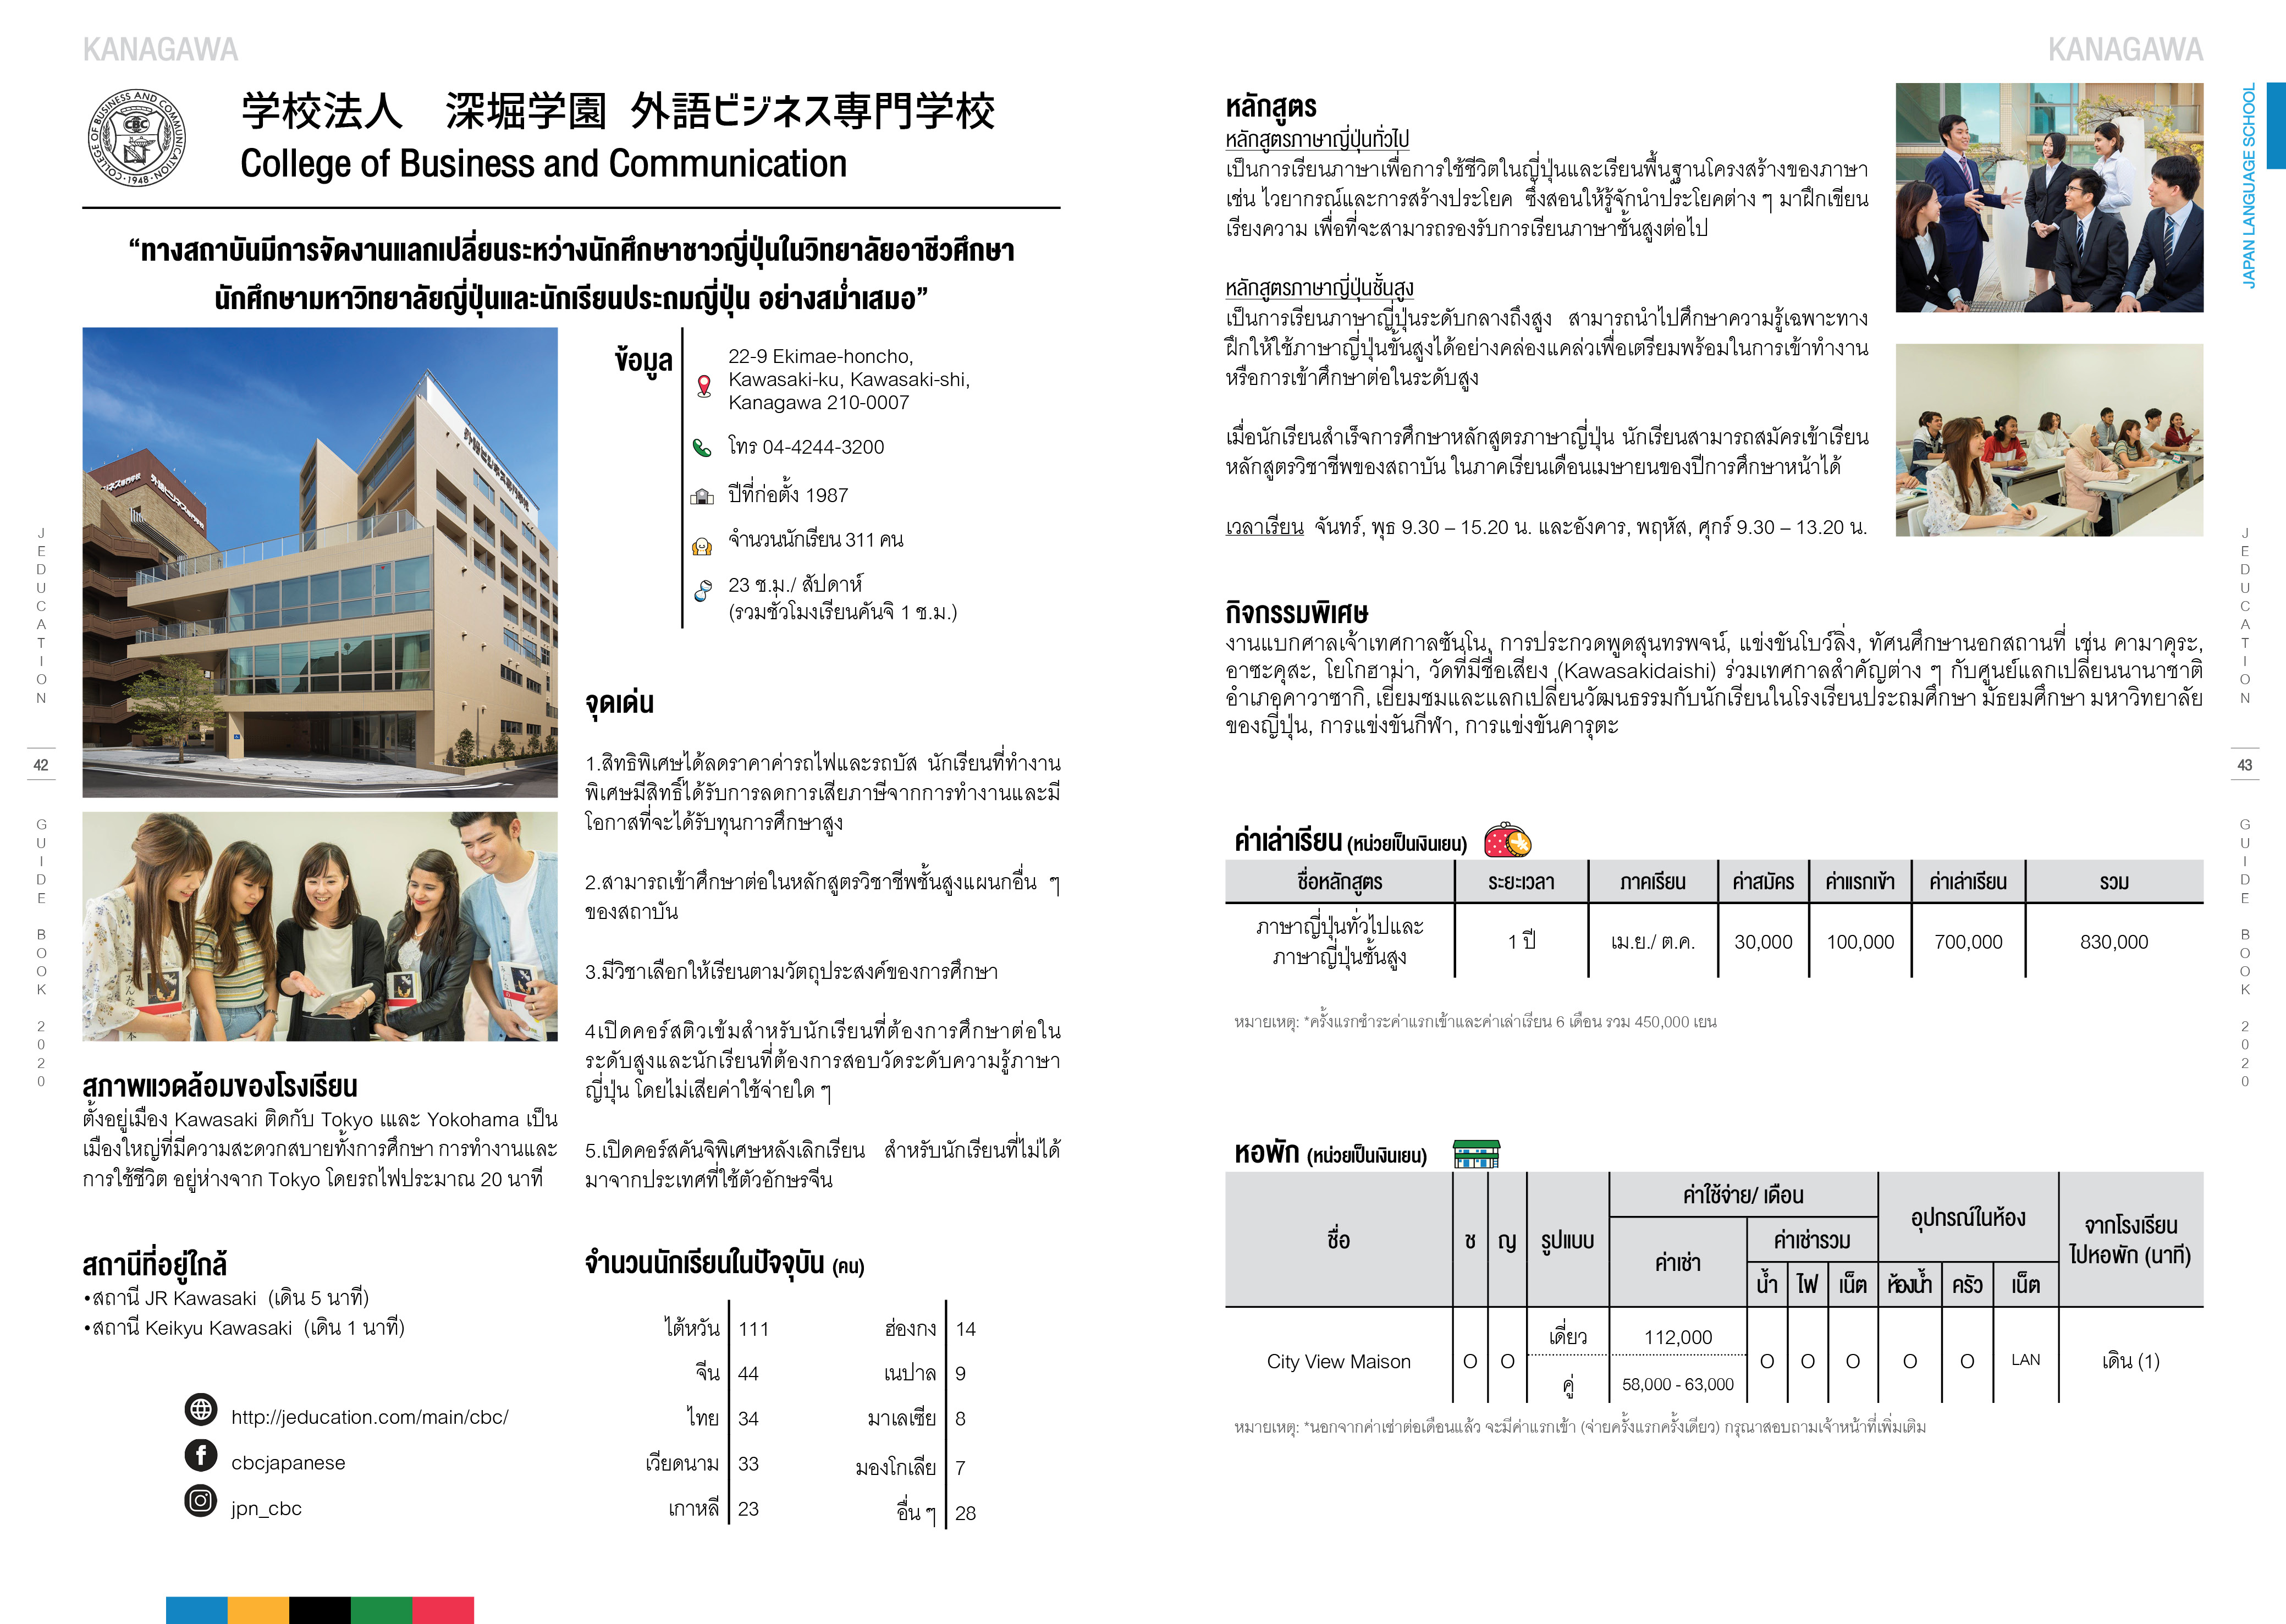 KANAGAWA
COLLEGE OF BUSINESS AND COMMUNICATION
CBC
·1948·
学校法人　深堀学園 外語ビジネス専門学校
College of Business and Communication
“ทางสถาบันมีการจัดงานแลกเปลี่ยนระหว่างนักศึกษาชาวญี่ปุ่นในวิทยาลัยอาชีวศึกษา
นักศึกษามหาวิทยาลัยญี่ปุ่นและนักเรียนประถมญี่ปุ่น อย่างสม่ำเสมอ”
外語ビジネス専門学校
ข้อมูล
22-9 Ekimae-honcho,
Kawasaki-ku, Kawasaki-shi,
Kanagawa 210-0007
โทร 04-4244-3200
ปีที่ก่อตั้ง 1987
จำนวนนักเรียน 311 คน
23 ช.ม./ สัปดาห์
(รวมชั่วโมงเรียนคันจิ 1 ช.ม.)
จุดเด่น
1.สิทธิพิเศษได้ลดราคาค่ารถไฟและรถบัส นักเรียนที่ทำงาน
พิเศษมีสิทธิ์ได้รับการลดการเสียภาษีจากการทำงานและมี
โอกาสที่จะได้รับทุนการศึกษาสูง
2.สามารถเข้าศึกษาต่อในหลักสูตรวิชาชีพชั้นสูงแผนกอื่น ๆ
ของสถาบัน
3.มีวิชาเลือกให้เรียนตามวัตถุประสงค์ของการศึกษา
4เปิดคอร์สติวเข้มสำหรับนักเรียนที่ต้องการศึกษาต่อใน
ระดับสูงและนักเรียนที่ต้องการสอบวัดระดับความรู้ภาษา
ญี่ปุ่น โดยไม่เสียค่าใช้จ่ายใด ๆ
5.เปิดคอร์สคันจิพิเศษหลังเลิกเรียน สำหรับนักเรียนที่ไม่ได้
มาจากประเทศที่ใช้ตัวอักษรจีน
สภาพแวดล้อมของโรงเรียน
ตั้งอยู่เมือง Kawasaki ติดกับ Tokyo เเละ Yokohama เป็น
เมืองใหญ่ที่มีความสะดวกสบายทั้งการศึกษา การทำงานและ
การใช้ชีวิต อยู่ห่างจาก Tokyo โดยรถไฟประมาณ 20 นาที
สถานีที่อยู่ใกล้
•สถานี JR Kawasaki (เดิน 5 นาที)
•สถานี Keikyu Kawasaki (เดิน 1 นาที)
http://jeducation.com/main/cbc/
cbcjapanese
jpn_cbc
จำนวนนักเรียนในปัจจุบัน (คน)
ไต้หวัน 111
จีน 44
ไทย 34
เวียดนาม 33
เกาหลี 23
ฮ่องกง 14
เนปาล 9
มาเลเซีย 8
มองโกเลีย 7
อื่น ๆ 28
JEDUCATION
42
GUIDE BOOK 2020
KANAGAWA
JAPAN LANGUAGE SCHOOL
หลักสูตร
หลักสูตรภาษาญี่ปุ่นทั่วไป
เป็นการเรียนภาษาเพื่อการใช้ชีวิตในญี่ปุ่นและเรียนพื้นฐานโครงสร้างของภาษา
เช่น ไวยากรณ์และการสร้างประโยค ซึ่งสอนให้รู้จักนำประโยคต่าง ๆ มาฝึกเขียน
เรียงความ เพื่อที่จะสามารถรองรับการเรียนภาษาชั้นสูงต่อไป
หลักสูตรภาษาญี่ปุ่นชั้นสูง
เป็นการเรียนภาษาญี่ปุ่นระดับกลางถึงสูง สามารถนำไปศึกษาความรู้เฉพาะทาง
ฝึกให้ใช้ภาษาญี่ปุ่นขั้นสูงได้อย่างคล่องแคล่วเพื่อเตรียมพร้อมในการเข้าทำงาน
หรือการเข้าศึกษาต่อในระดับสูง
เมื่อนักเรียนสำเร็จการศึกษาหลักสูตรภาษาญี่ปุ่น นักเรียนสามารถสมัครเข้าเรียน
หลักสูตรวิชาชีพของสถาบัน ในภาคเรียนเดือนเมษายนของปีการศึกษาหน้าได้
เวลาเรียน จันทร์, พุธ 9.30 – 15.20 น. และอังคาร, พฤหัส, ศุกร์ 9.30 – 13.20 น.
กิจกรรมพิเศษ
งานแบกศาลเจ้าเทศกาลซันโน, การประกวดพูดสุนทรพจน์, แข่งขันโบว์ลิ่ง, ทัศนศึกษานอกสถานที่ เช่น คามาคุระ,
อาซะคุสะ, โยโกฮาม่า, วัดที่มีชื่อเสียง (Kawasakidaishi) ร่วมเทศกาลสำคัญต่าง ๆ กับศูนย์แลกเปลี่ยนนานาชาติ
อำเภอคาวาซากิ, เยี่ยมชมและแลกเปลี่ยนวัฒนธรรมกับนักเรียนในโรงเรียนประถมศึกษา มัธยมศึกษา มหาวิทยาลัย
ของญี่ปุ่น, การแข่งขันกีฬา, การแข่งขันคารุตะ
ค่าเล่าเรียน (หน่วยเป็นเงินเยน)
ชื่อหลักสูตร ระยะเวลา ภาคเรียน ค่าสมัคร ค่าแรกเข้า ค่าเล่าเรียน รวม
ภาษาญี่ปุ่นทั่วไปและ
ภาษาญี่ปุ่นชั้นสูง
1 ปี เม.ย./ ต.ค. 30,000 100,000 700,000 830,000
หมายเหตุ: *ครั้งแรกชำระค่าแรกเข้าและค่าเล่าเรียน 6 เดือน รวม 450,000 เยน
หอพัก (หน่วยเป็นเงินเยน)
ชื่อ ช ญ รูปแบบ ค่าใช้จ่าย/ เดือน อุปกรณ์ในห้อง จากโรงเรียน
ไปหอพัก (นาที)
ค่าเช่า ค่าเช่ารวม
น้ำ ไฟ เน็ต ห้องน้ำ ครัว เน็ต
City View Maison O O เดี่ยว 112,000 O O O O O LAN เดิน (1)
คู่ 58,000 - 63,000
หมายเหตุ: *นอกจากค่าเช่าต่อเดือนแล้ว จะมีค่าแรกเข้า (จ่ายครั้งแรกครั้งเดียว) กรุณาสอบถามเจ้าหน้าที่เพิ่มเติม
JEDUCATION
43
GUIDE BOOK 2020